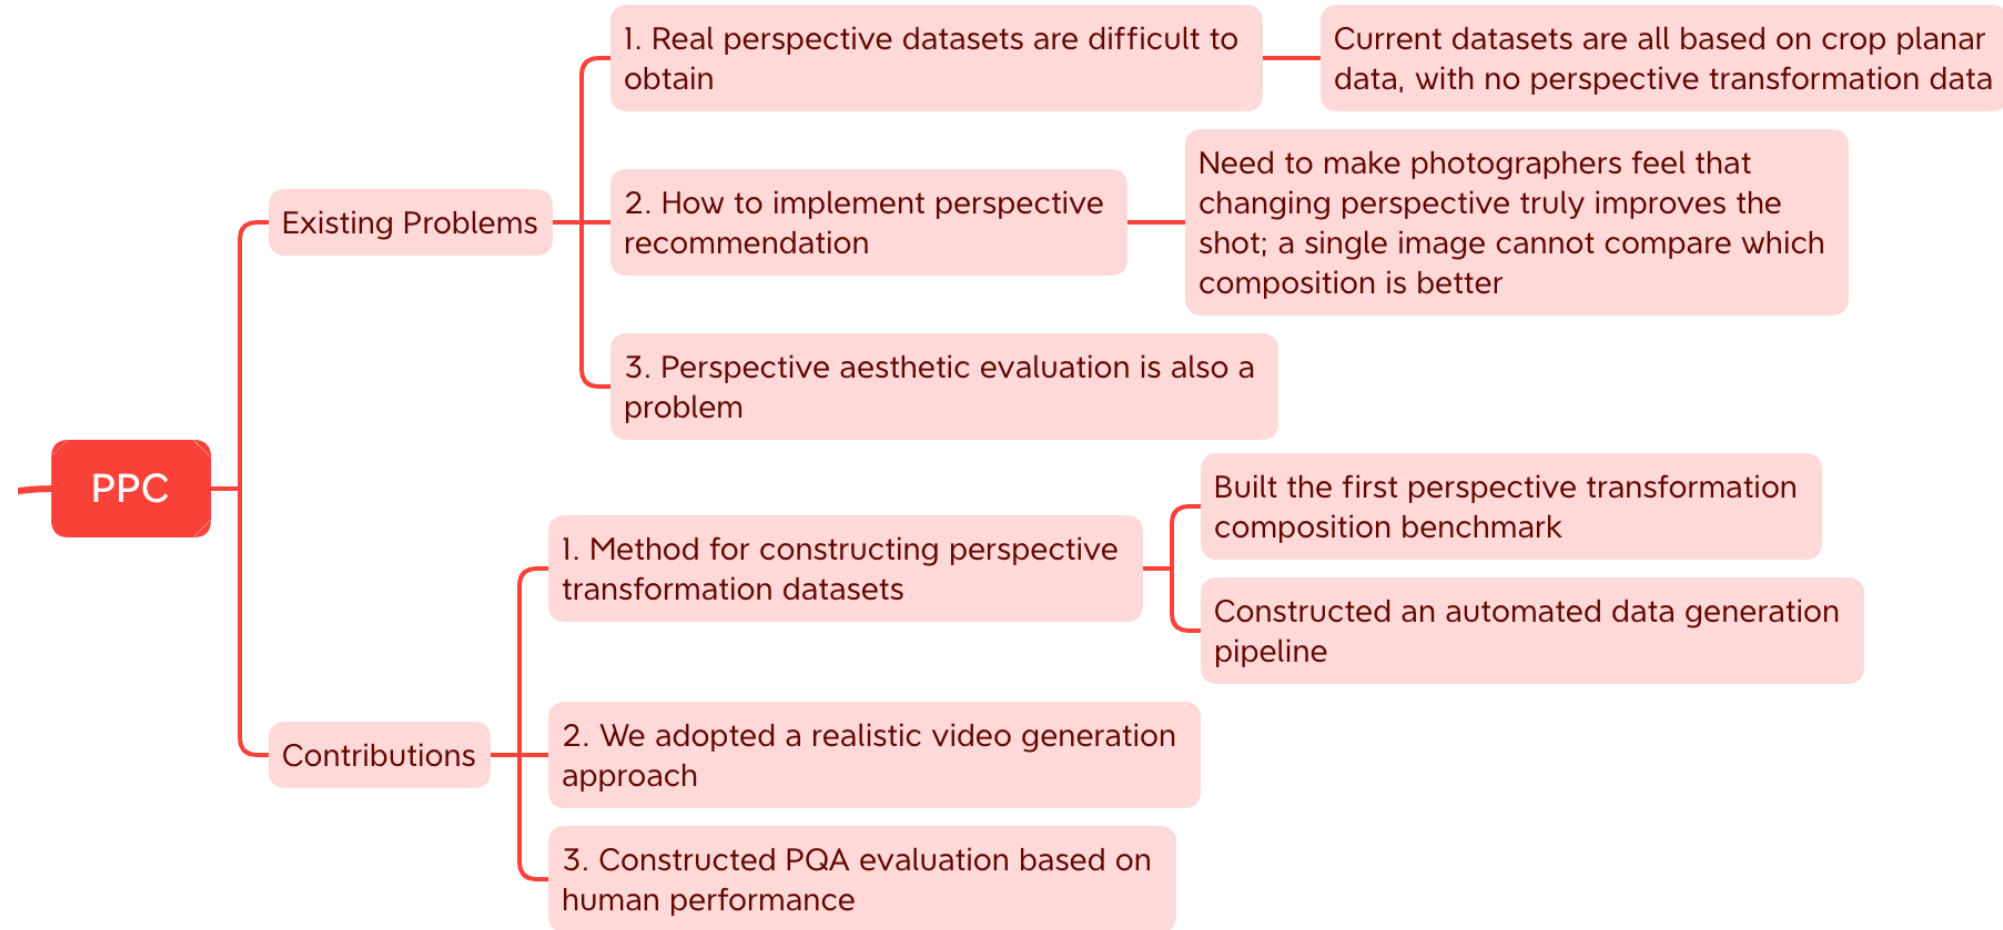 1. Real perspective datasets are difficult to
obtain
Current datasets are all based on crop planar
data, with no perspective transformation data
Existing Problems
2. How to implement perspective
recommendation
Need to make photographers feel that
changing perspective truly improves the
shot; a single image cannot compare which
composition is better
3. Perspective aesthetic evaluation is also a
problem
PPC
Contributions
1. Method for constructing perspective
transformation datasets
Built the first perspective transformation
composition benchmark
Constructed an automated data generation
pipeline
2. We adopted a realistic video generation
approach
3. Constructed PQA evaluation based on
human performance